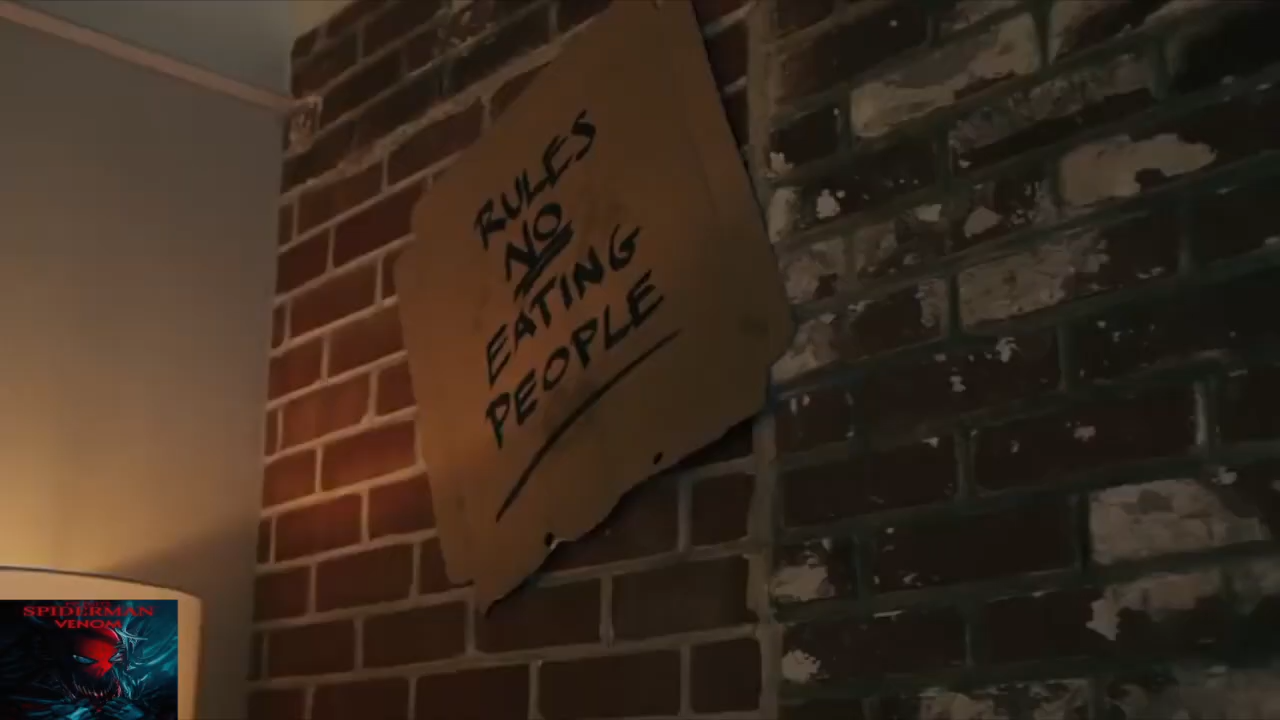 RULES
NO
EATING
PEOPLE
SPIDERMAN
VENOM